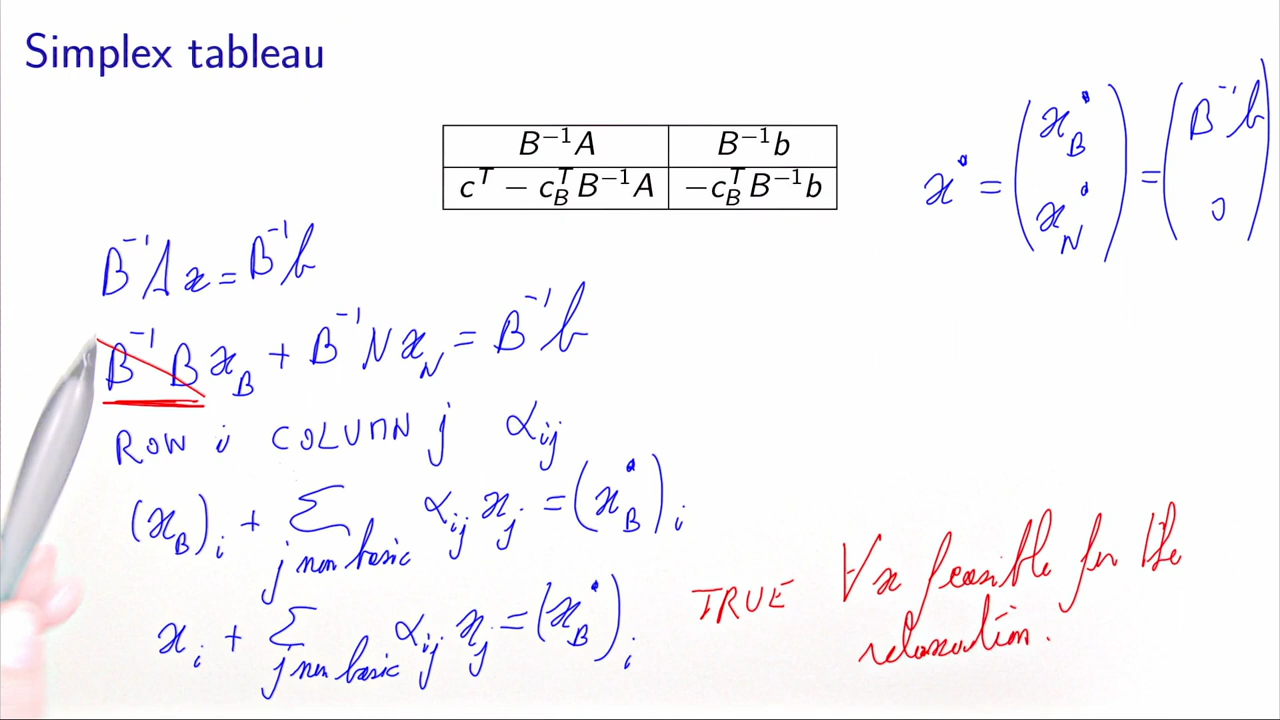 Simplex tableau
B⁻¹A | B⁻¹b
cᵀ − c_Bᵀ B⁻¹A | −c_Bᵀ B⁻¹b
x* = (x_B* x_N*) = (B⁻¹b 0)
B⁻¹Ax = B⁻¹b
B⁻¹B x_B + B⁻¹N x_N = B⁻¹b
ROW i COLUMN j α_ij
(x_B)_i + Σ_{j non basic} α_ij x_j = (x_B*)_i
x_i + Σ_{j non basic} α_ij x_j = (x_B*)_i
TRUE ∀x feasible for the
relaxation.